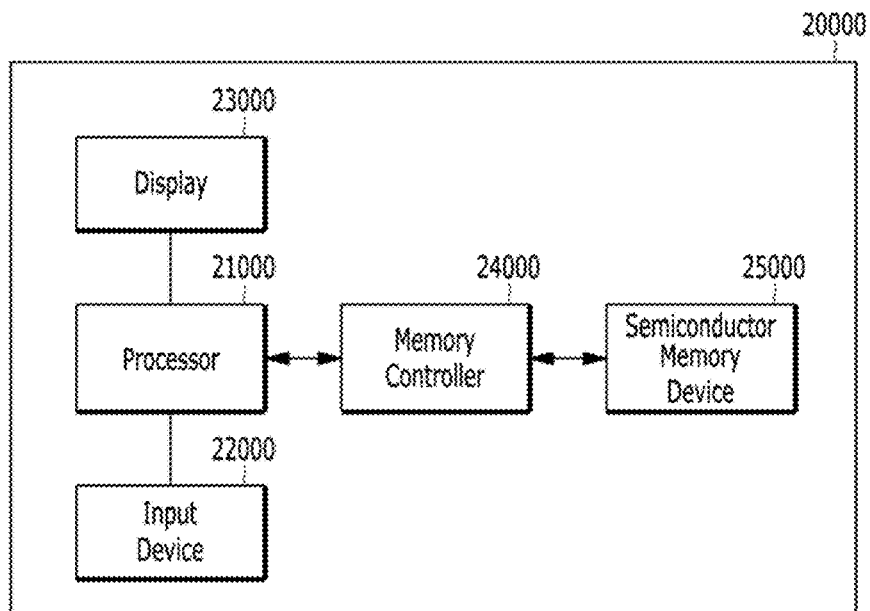 20000
23000
Display
21000
Processor
24000
Memory
Controller
25000
Semiconductor
Memory
Device
22000
Input
Device